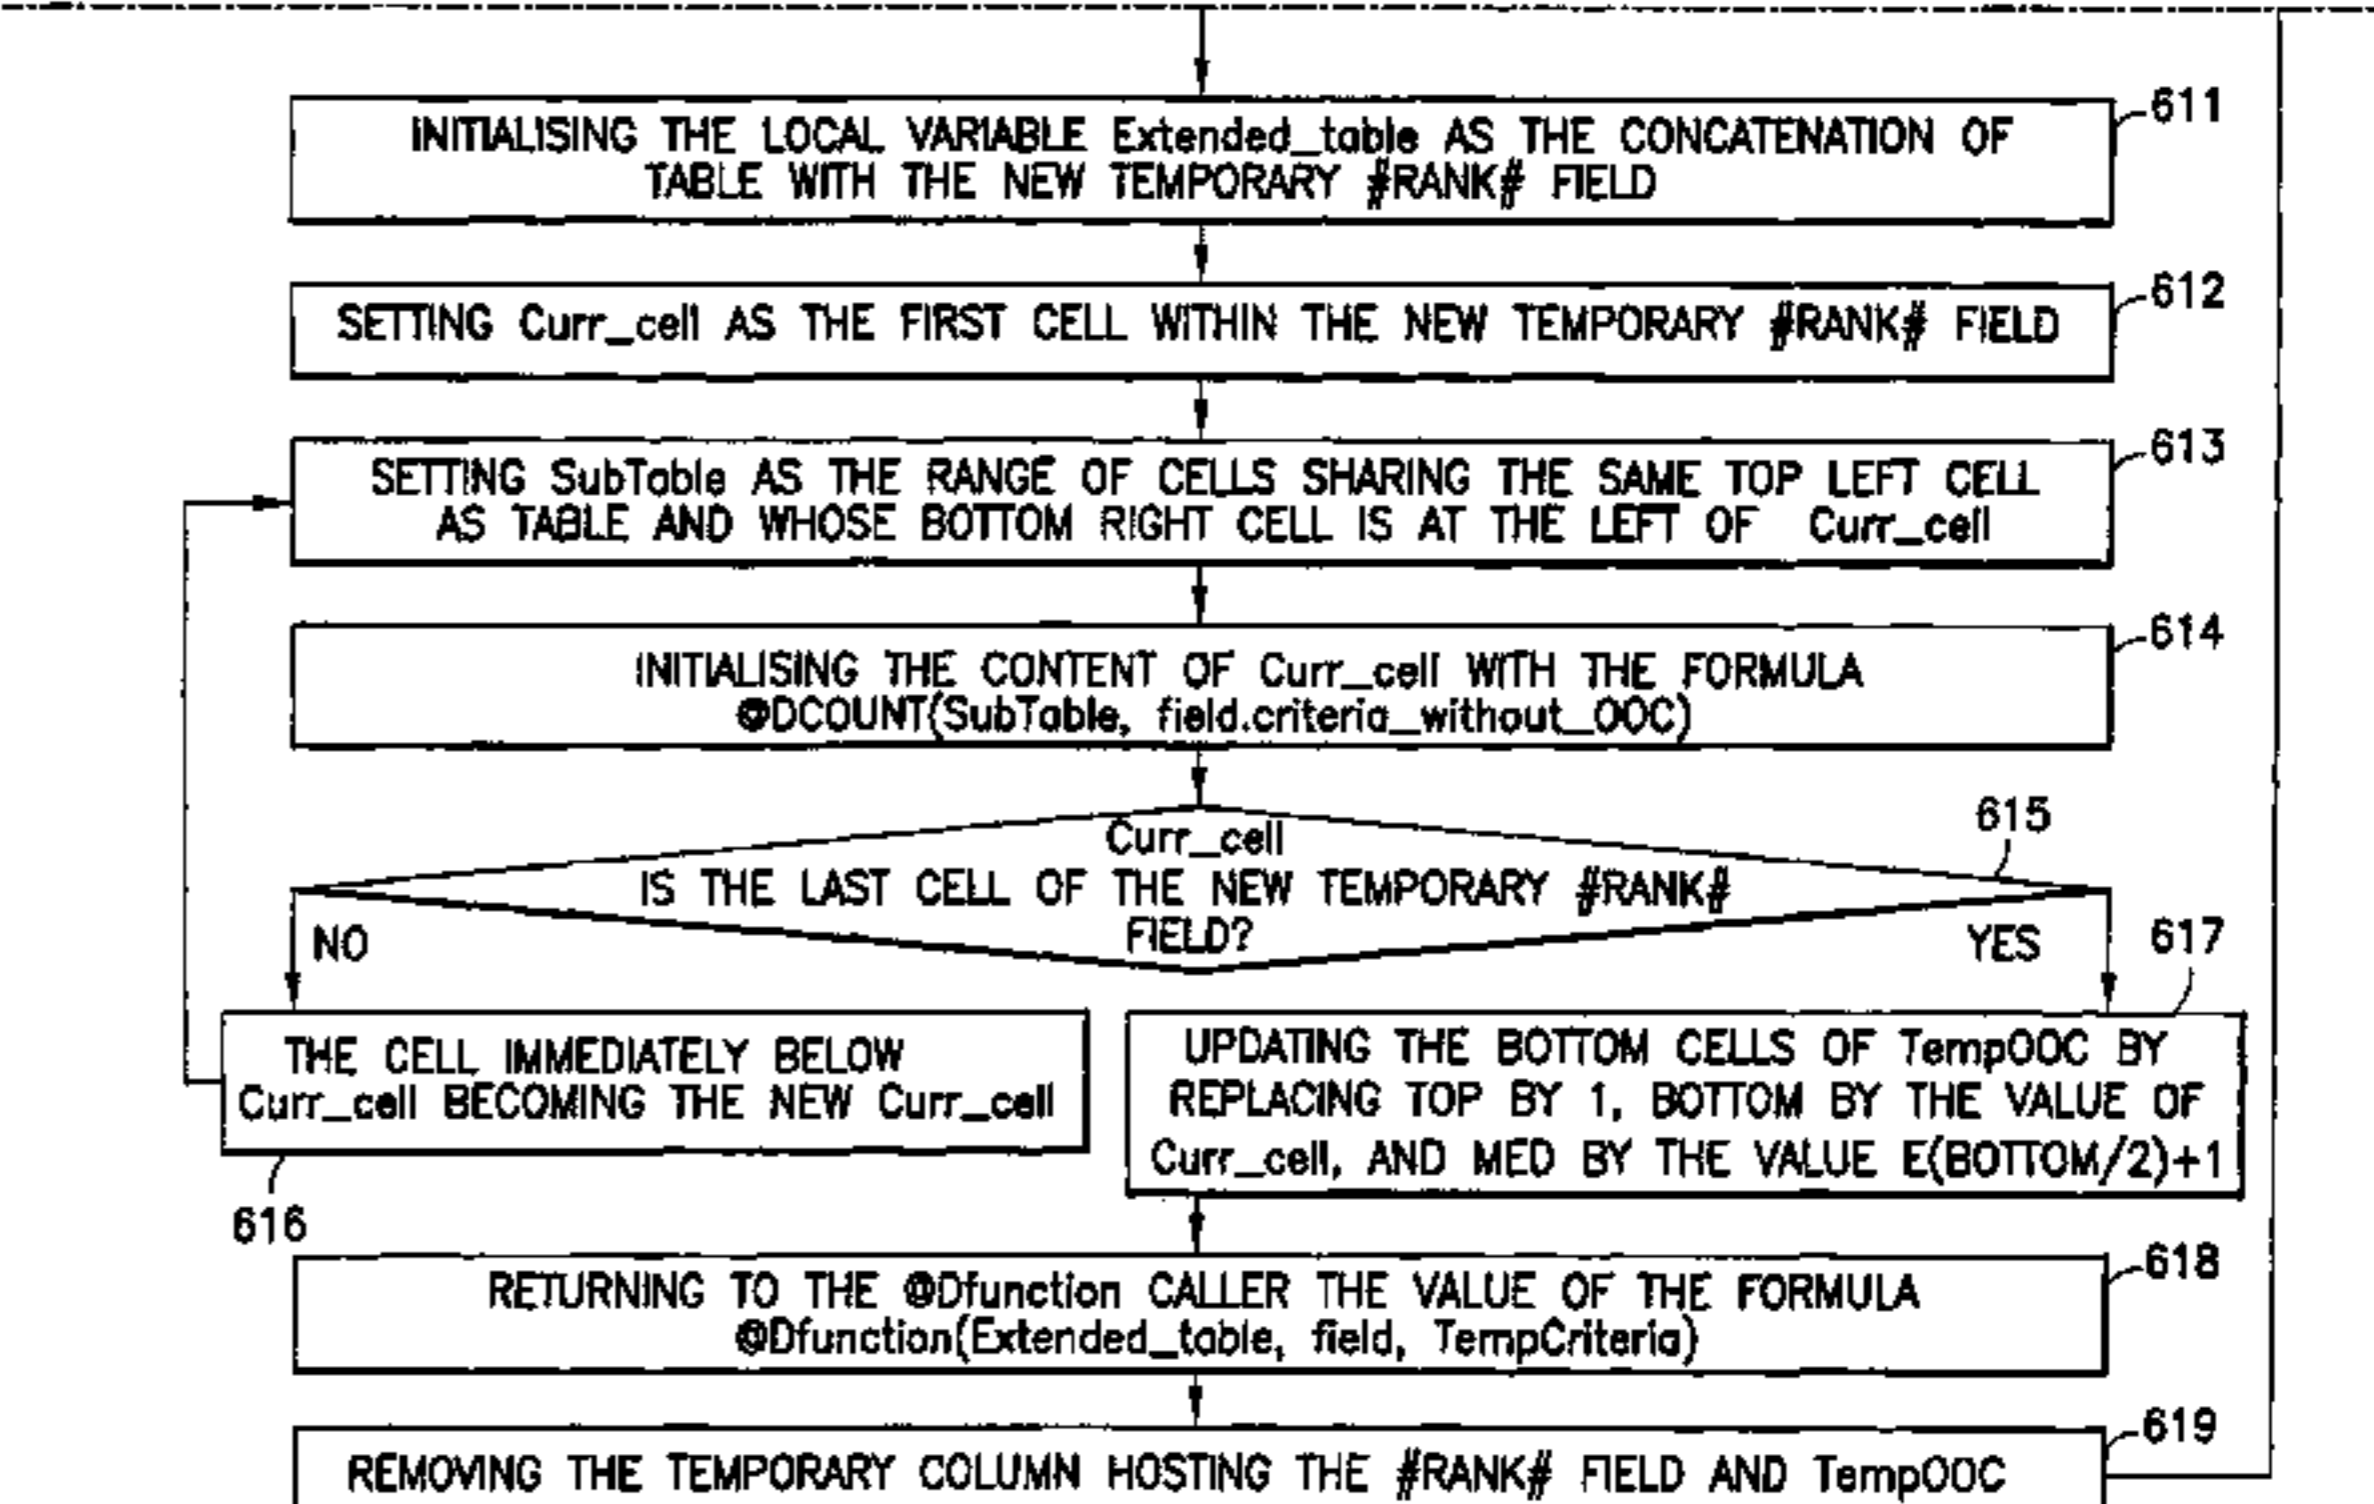 611
INITIALISING THE LOCAL VARIABLE Extended_table AS THE CONCATENATION OF
TABLE WITH THE NEW TEMPORARY #RANK# FIELD
612
SETTING Curr_cell AS THE FIRST CELL WITHIN THE NEW TEMPORARY #RANK# FIELD
613
SETTING SubTable AS THE RANGE OF CELLS SHARING THE SAME TOP LEFT CELL
AS TABLE AND WHOSE BOTTOM RIGHT CELL IS AT THE LEFT OF Curr_cell
614
INITIALISING THE CONTENT OF Curr_cell WITH THE FORMULA
@DCOUNT(SubTable, field.criteria_without_OOC)
615
Curr_cell
IS THE LAST CELL OF THE NEW TEMPORARY #RANK#
FIELD?
NO
YES
617
THE CELL IMMEDIATELY BELOW
Curr_cell BECOMING THE NEW Curr_cell
616
UPDATING THE BOTTOM CELLS OF TempOOC BY
REPLACING TOP BY 1, BOTTOM BY THE VALUE OF
Curr_cell, AND MED BY THE VALUE E(BOTTOM/2)+1
618
RETURNING TO THE @Dfunction CALLER THE VALUE OF THE FORMULA
@Dfunction(Extended_table, field, TempCriteria)
619
REMOVING THE TEMPORARY COLUMN HOSTING THE #RANK# FIELD AND TempOOC